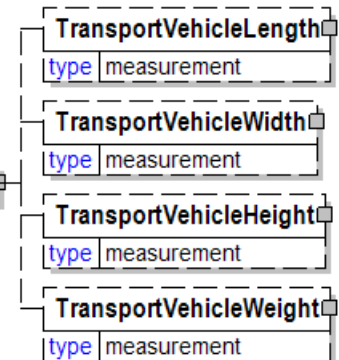 TransportVehicleLength
type measurement
TransportVehicleWidth
type measurement
TransportVehicleHeight
type measurement
TransportVehicleWeight
type measurement